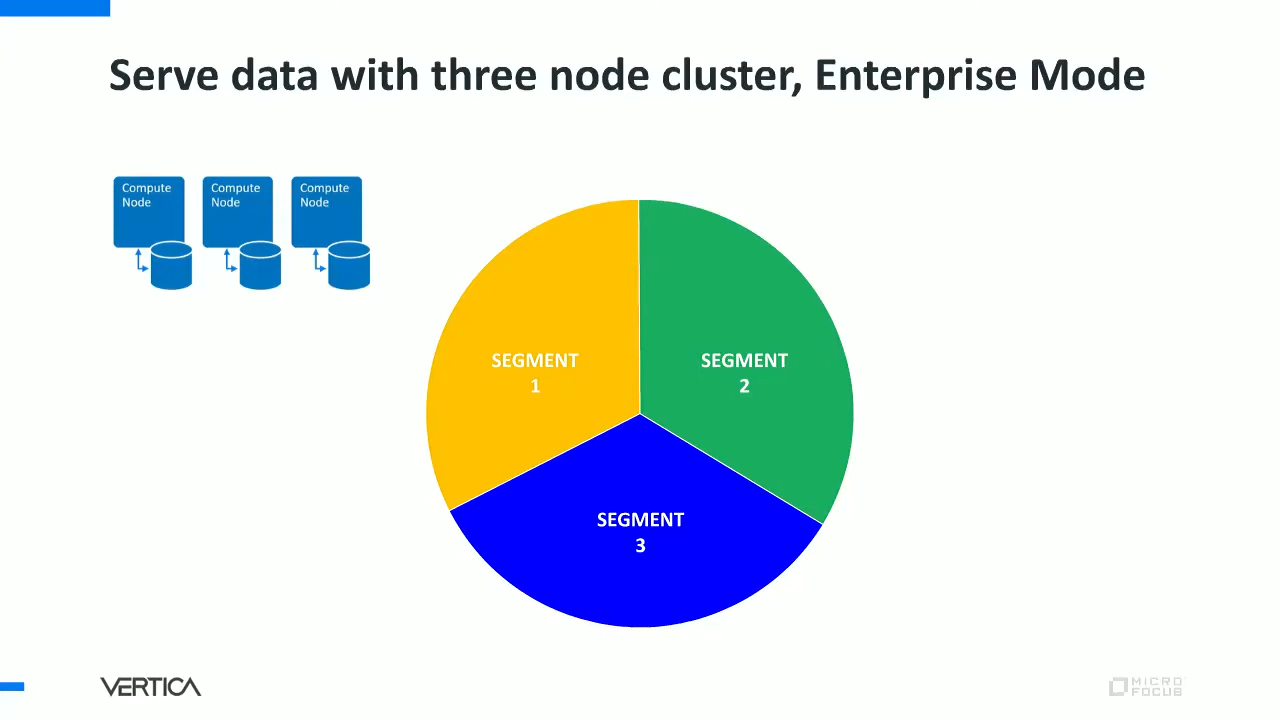 Serve data with three node cluster, Enterprise Mode
Compute
Node
Compute
Node
Compute
Node
SEGMENT
1
SEGMENT
2
SEGMENT
3
VERTICA
MICRO
FOCUS